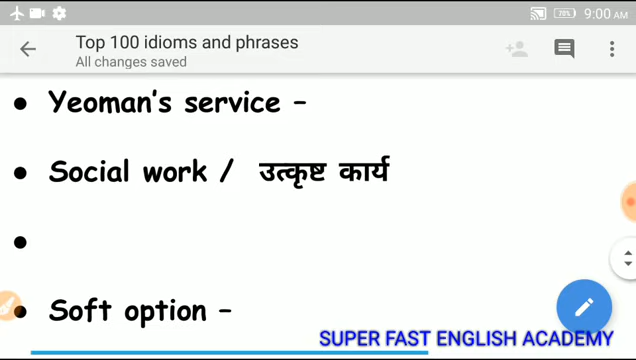 70% 9:00 AM
Top 100 idioms and phrases
All changes saved
• Yeoman's service –
• Social work / उत्कृष्ट कार्य
•
• Soft option –
SUPER FAST ENGLISH ACADEMY